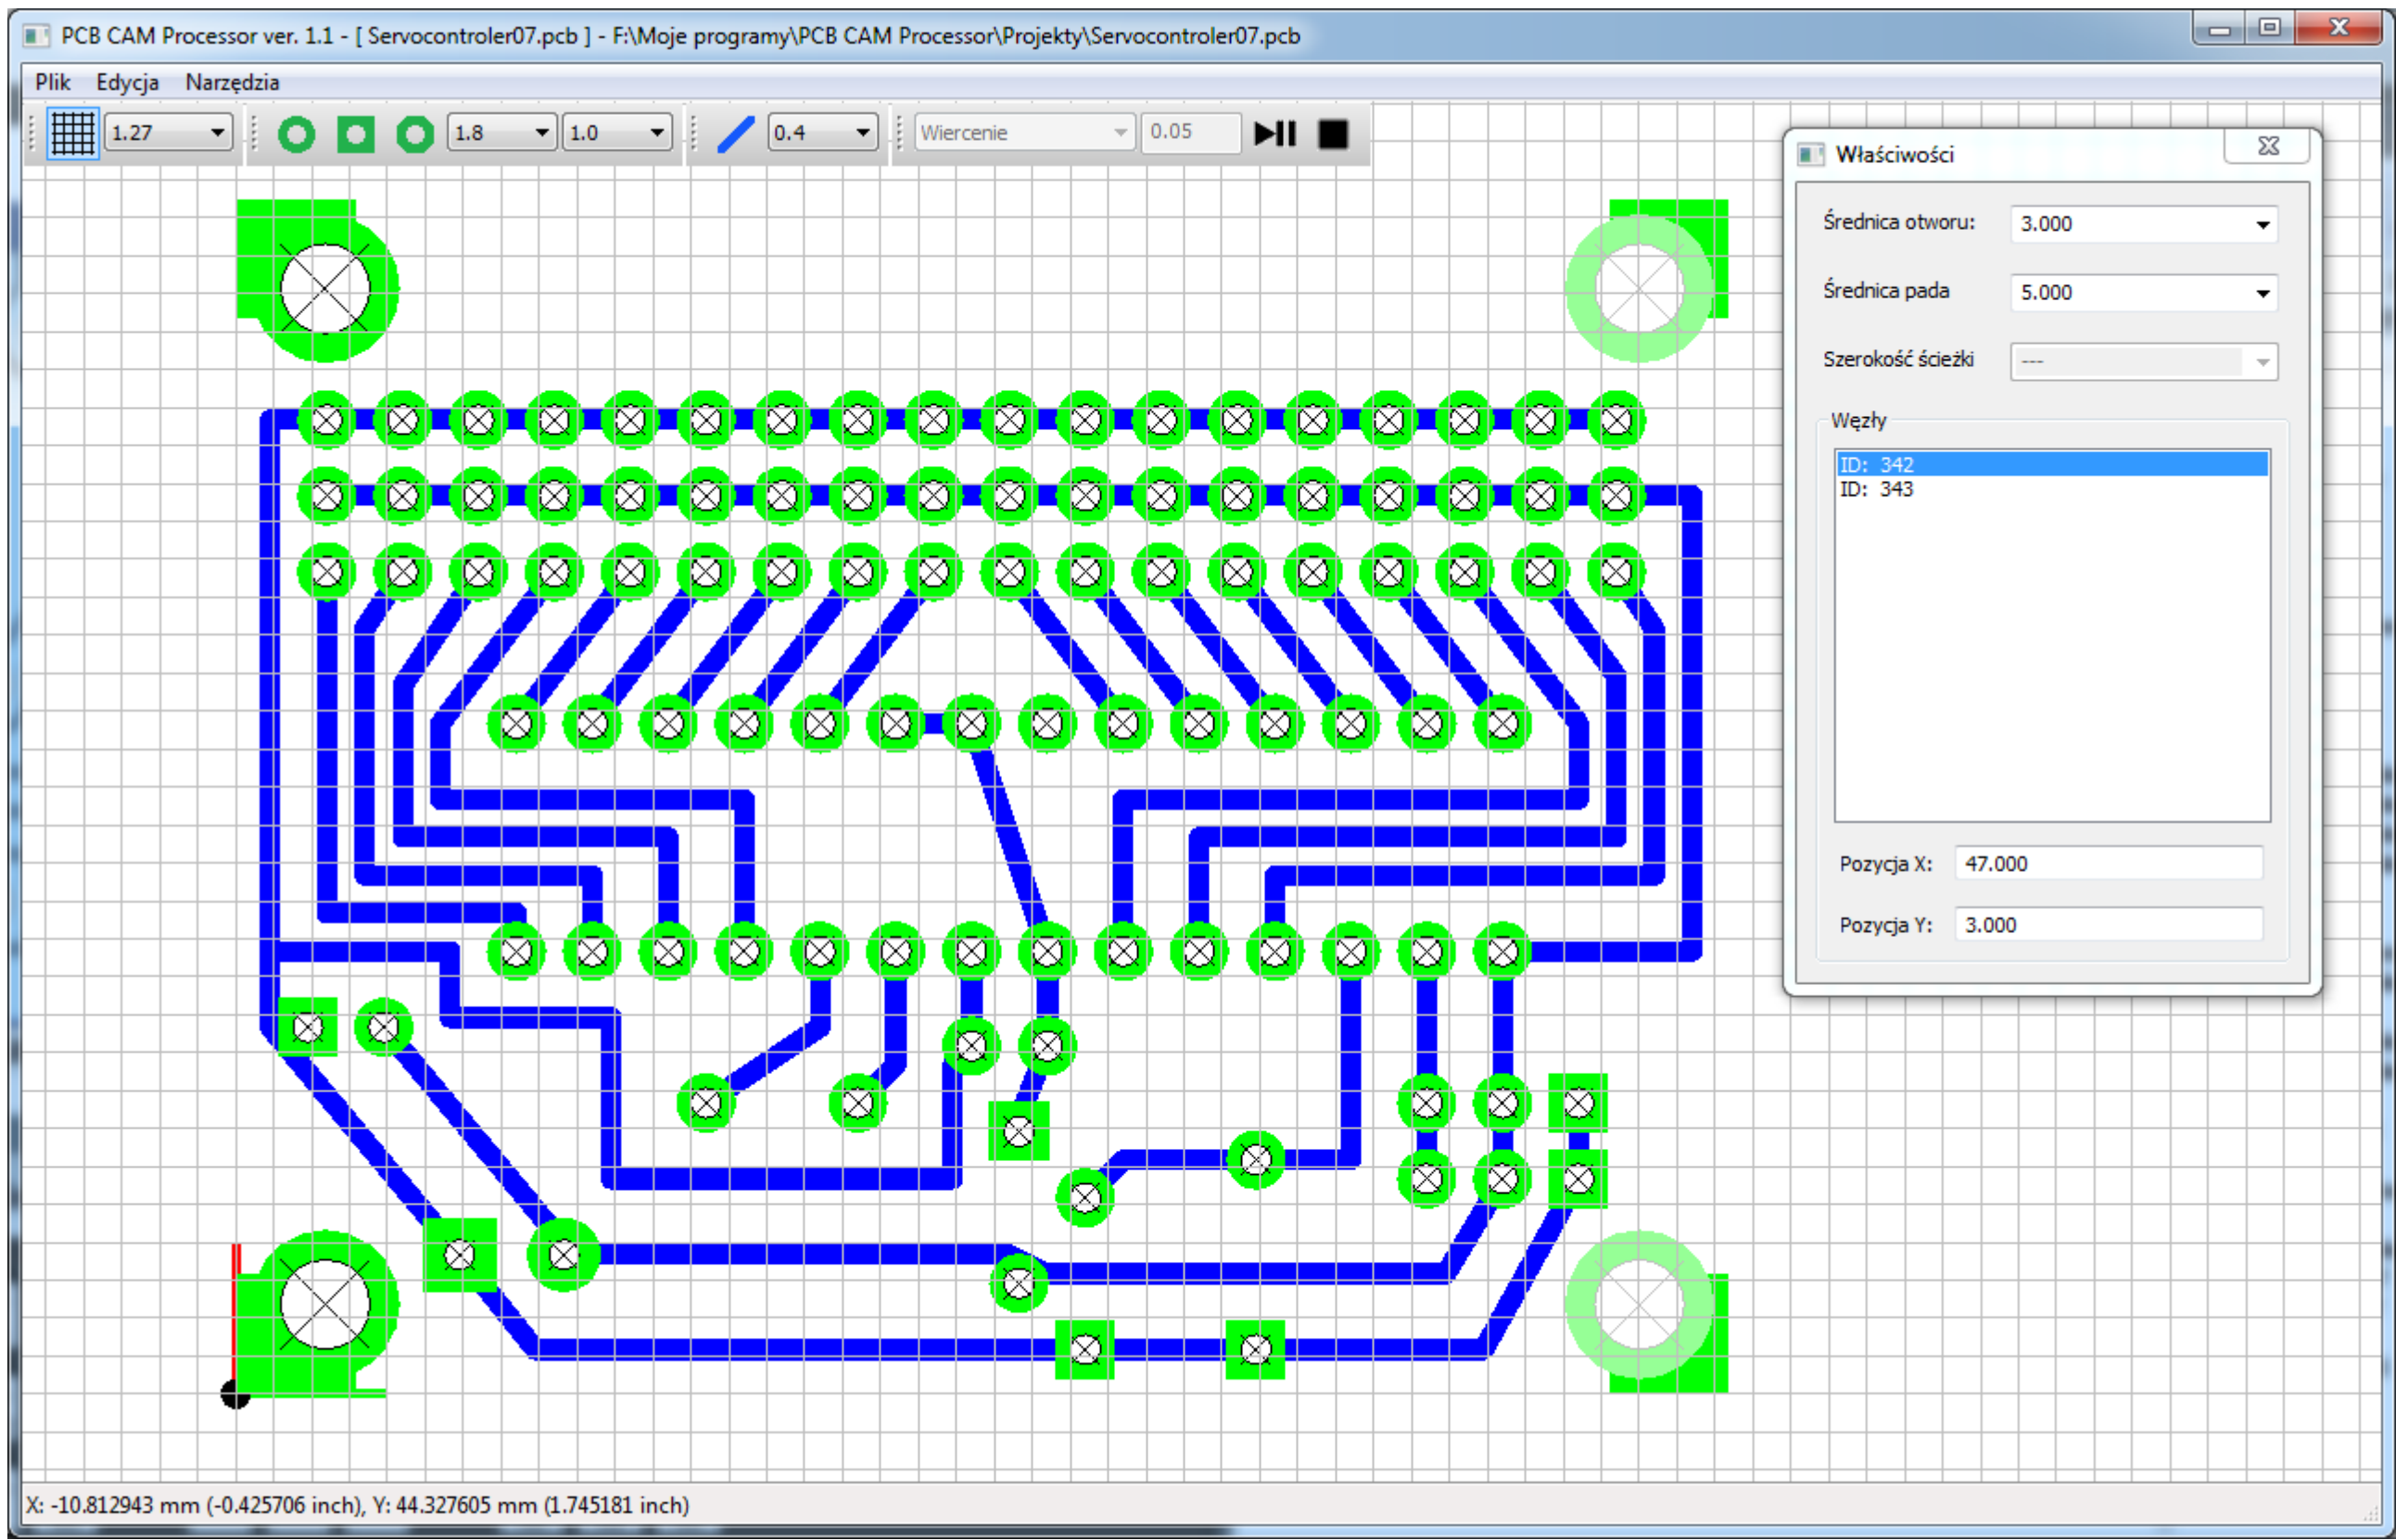 PCB CAM Processor ver. 1.1 - [ Servocontroler07.pcb ] - F:\Moje programy\PCB CAM Processor\Projekty\Servocontroler07.pcb
Plik Edycja Narzędzia
1.27 1.8 1.0 0.4 Wiercenie 0.05
Właściwości
Średnica otworu: 3.000
Średnica pada 5.000
Szerokość ścieżki ---
Węzły
ID: 342
ID: 343
Pozycja X: 47.000
Pozycja Y: 3.000
X: -10.812943 mm (-0.425706 inch), Y: 44.327605 mm (1.745181 inch)